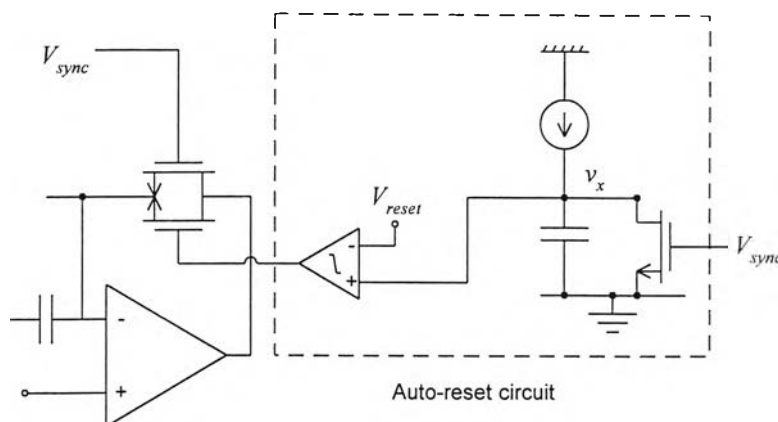 V_sync
V_reset
v_x
V_sync
-
+
-
+
Auto-reset circuit